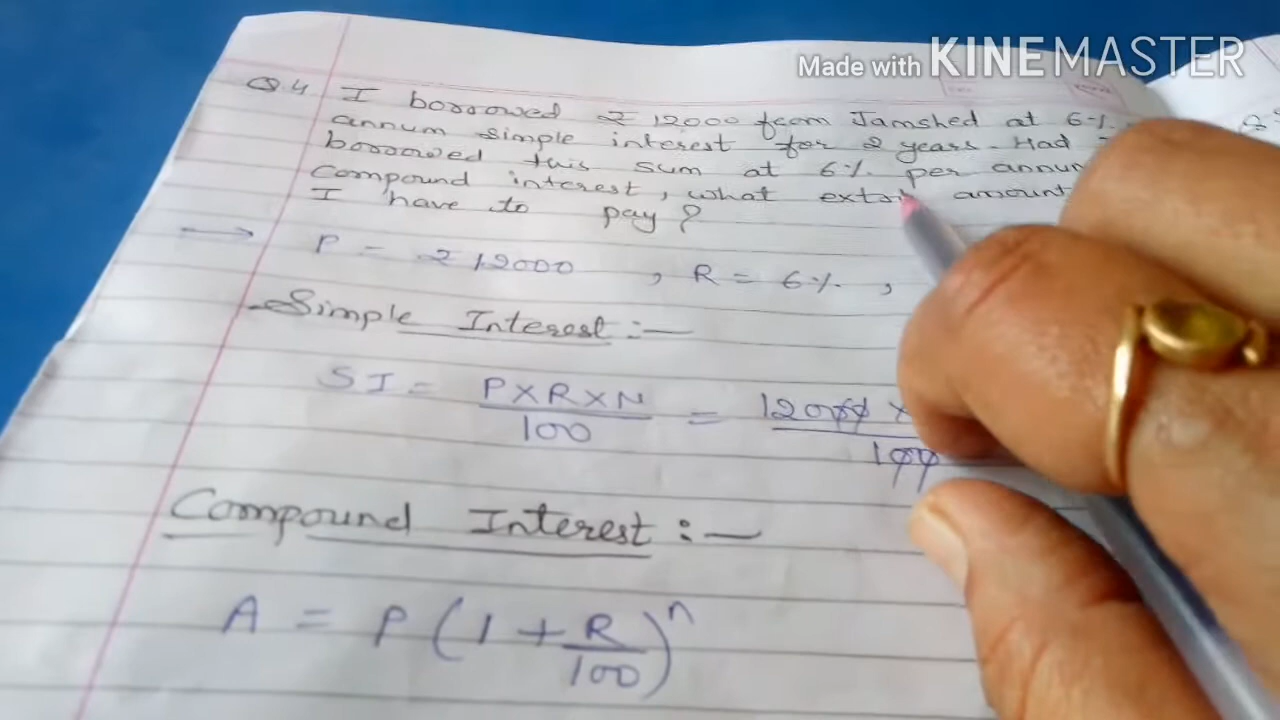 Made with KINEMASTER
Q.4 I borrowed ₹ 12000 from Jamshed at 6%
annum simple interest for 2 years. Had I
borrowed this sum at 6% per annum
Compound interest, what amount
I have to pay?
→ P = ₹ 12000 , R = 6% ,
Simple Interest :—
SI = P×R×N / 100 = 12000 × / 100
Compound Interest :—
A = P ( 1 + R/100 )ⁿ